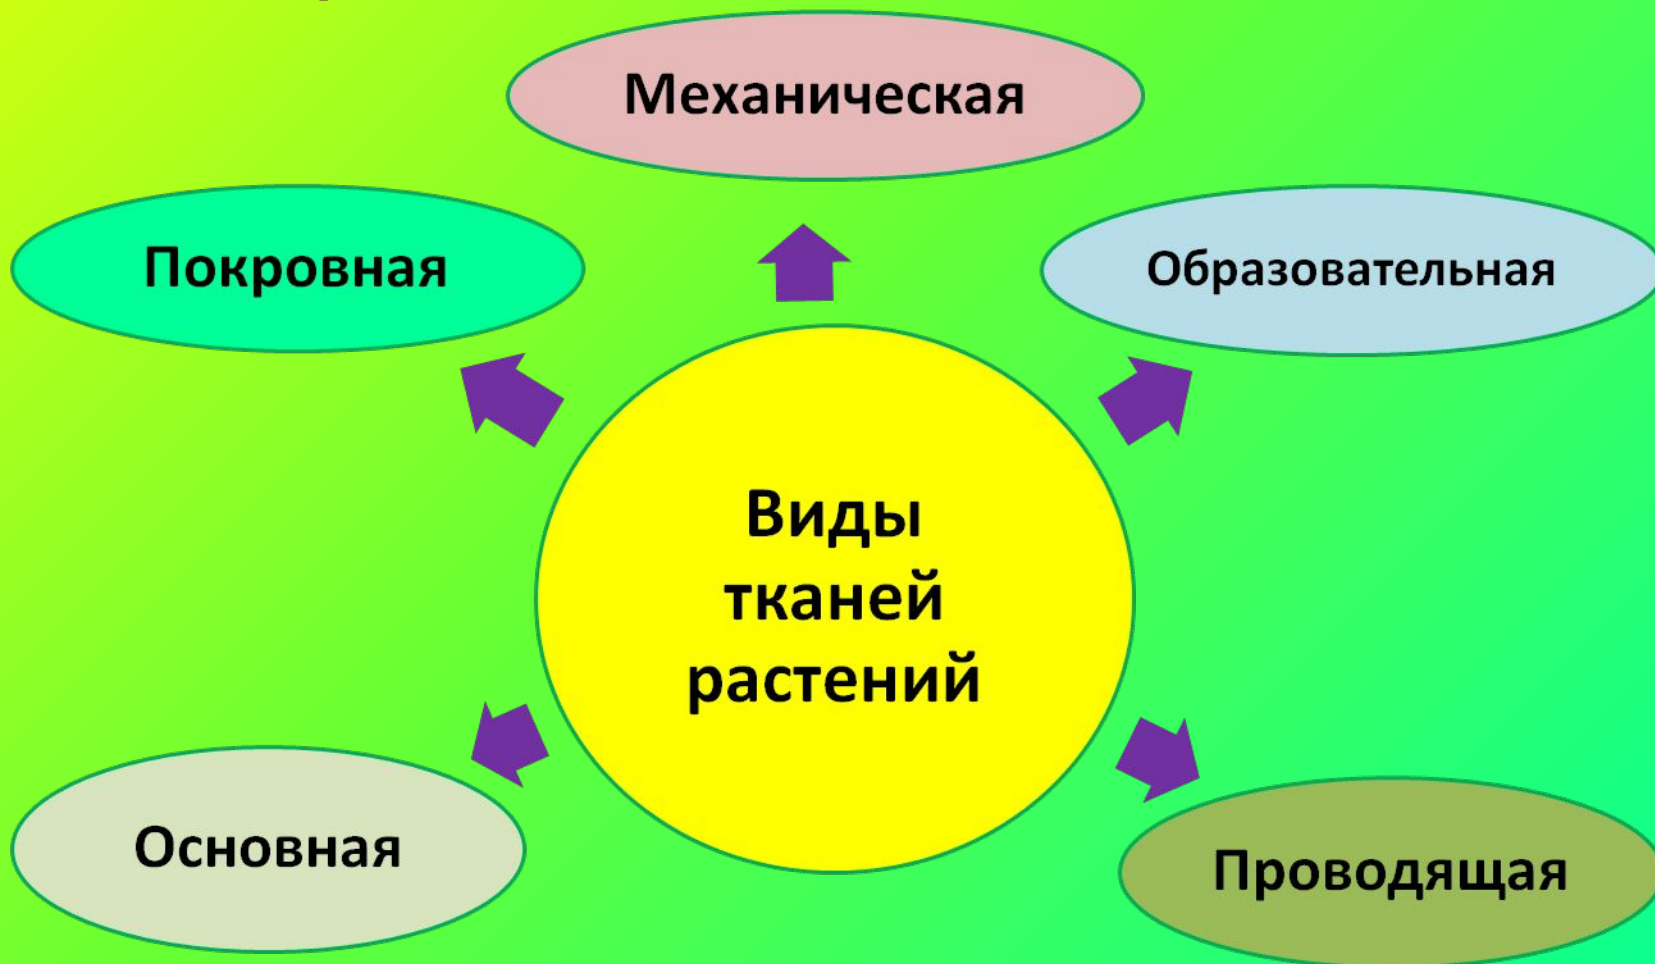 Механическая
Покровная
Образовательная
Виды
тканей
растений
Основная
Проводящая